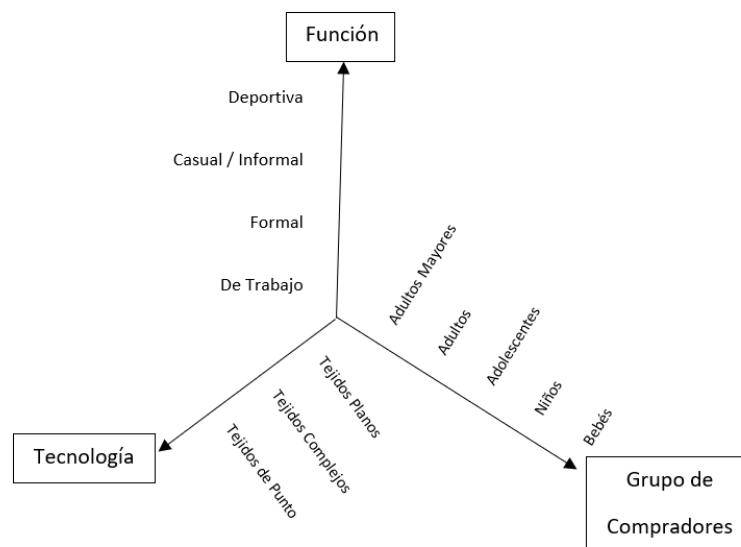 Función
Deportiva
Casual / Informal
Formal
De Trabajo
Adultos Mayores
Adultos
Adolescentes
Niños
Bebés
Tejidos Planos
Tejidos Complejos
Tejidos de Punto
Tecnología
Grupo de
Compradores